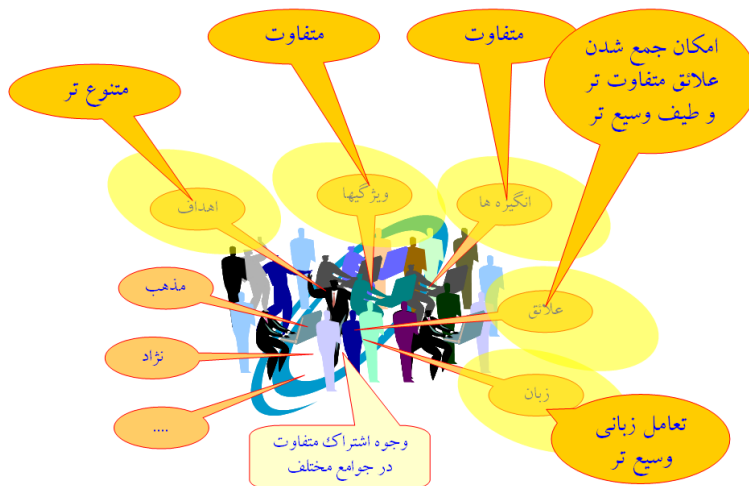 امکان جمع شدن
علائق متفاوت تر
و طیف وسیع تر
متفاوت
متفاوت
متنوع تر
انگیزه ها
ویژگیها
اهداف
مذهب
علائق
نژاد
زبان
....
تعامل زبانی
وسیع تر
وجوه اشتراک متفاوت
در جوامع مختلف